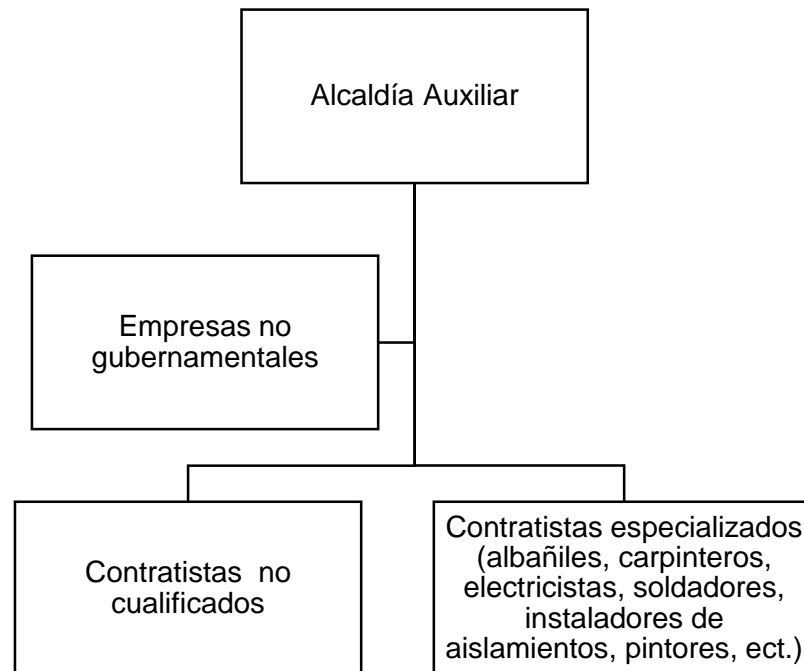 Alcaldía Auxiliar
Empresas no
gubernamentales
Contratistas no
cualificados
Contratistas especializados
(albañiles, carpinteros,
electricistas, soldadores,
instaladores de
aislamientos, pintores, ect.)